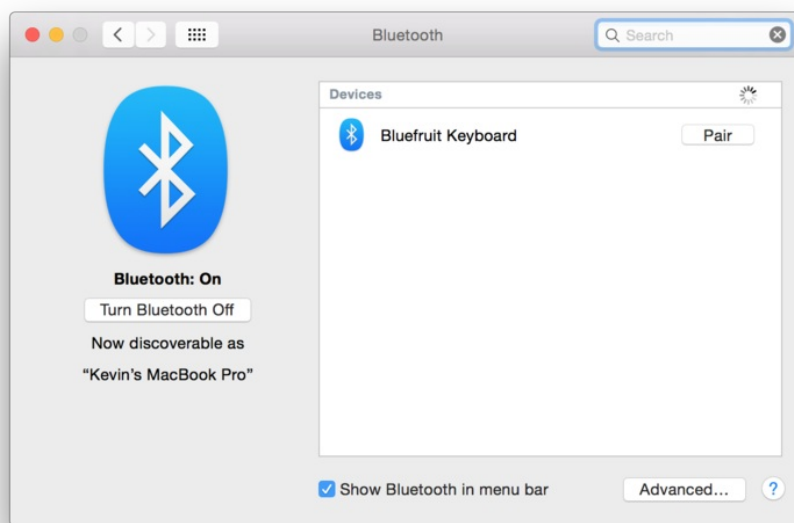 Bluetooth
Search
Bluetooth: On
Turn Bluetooth Off
Now discoverable as
“Kevin’s MacBook Pro”
Devices
Bluefruit Keyboard
Pair
Show Bluetooth in menu bar
Advanced...
?